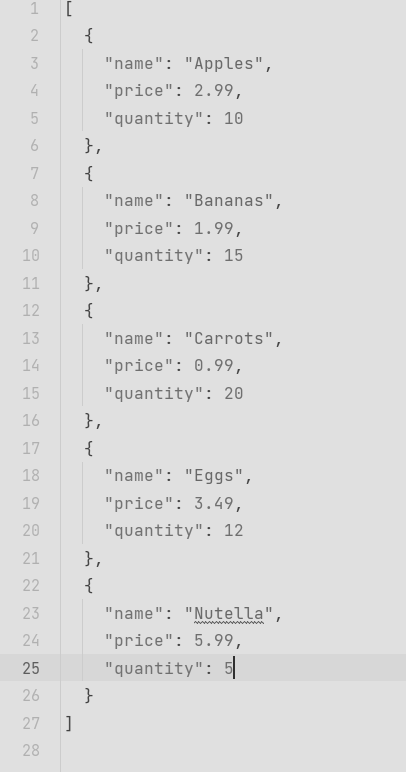 1 [
2   {
3     "name": "Apples",
4     "price": 2.99,
5     "quantity": 10
6   },
7   {
8     "name": "Bananas",
9     "price": 1.99,
10     "quantity": 15
11   },
12   {
13     "name": "Carrots",
14     "price": 0.99,
15     "quantity": 20
16   },
17   {
18     "name": "Eggs",
19     "price": 3.49,
20     "quantity": 12
21   },
22   {
23     "name": "Nutella",
24     "price": 5.99,
25     "quantity": 5
26   }
27 ]
28